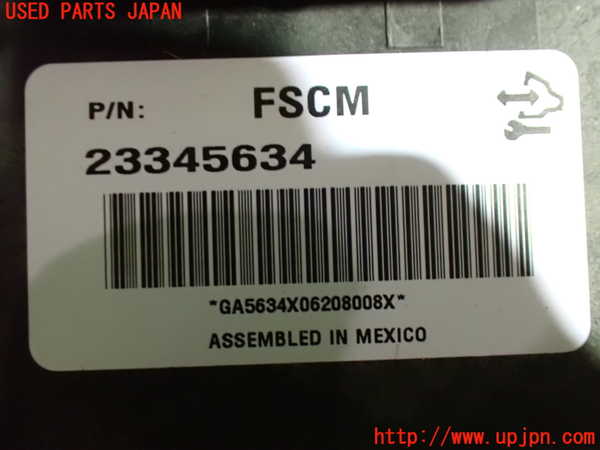 USED PARTS JAPAN
P/N: FSCM
23345634
*GA5634X06208008X*
ASSEMBLED IN MEXICO
http://www.upjpn.com/